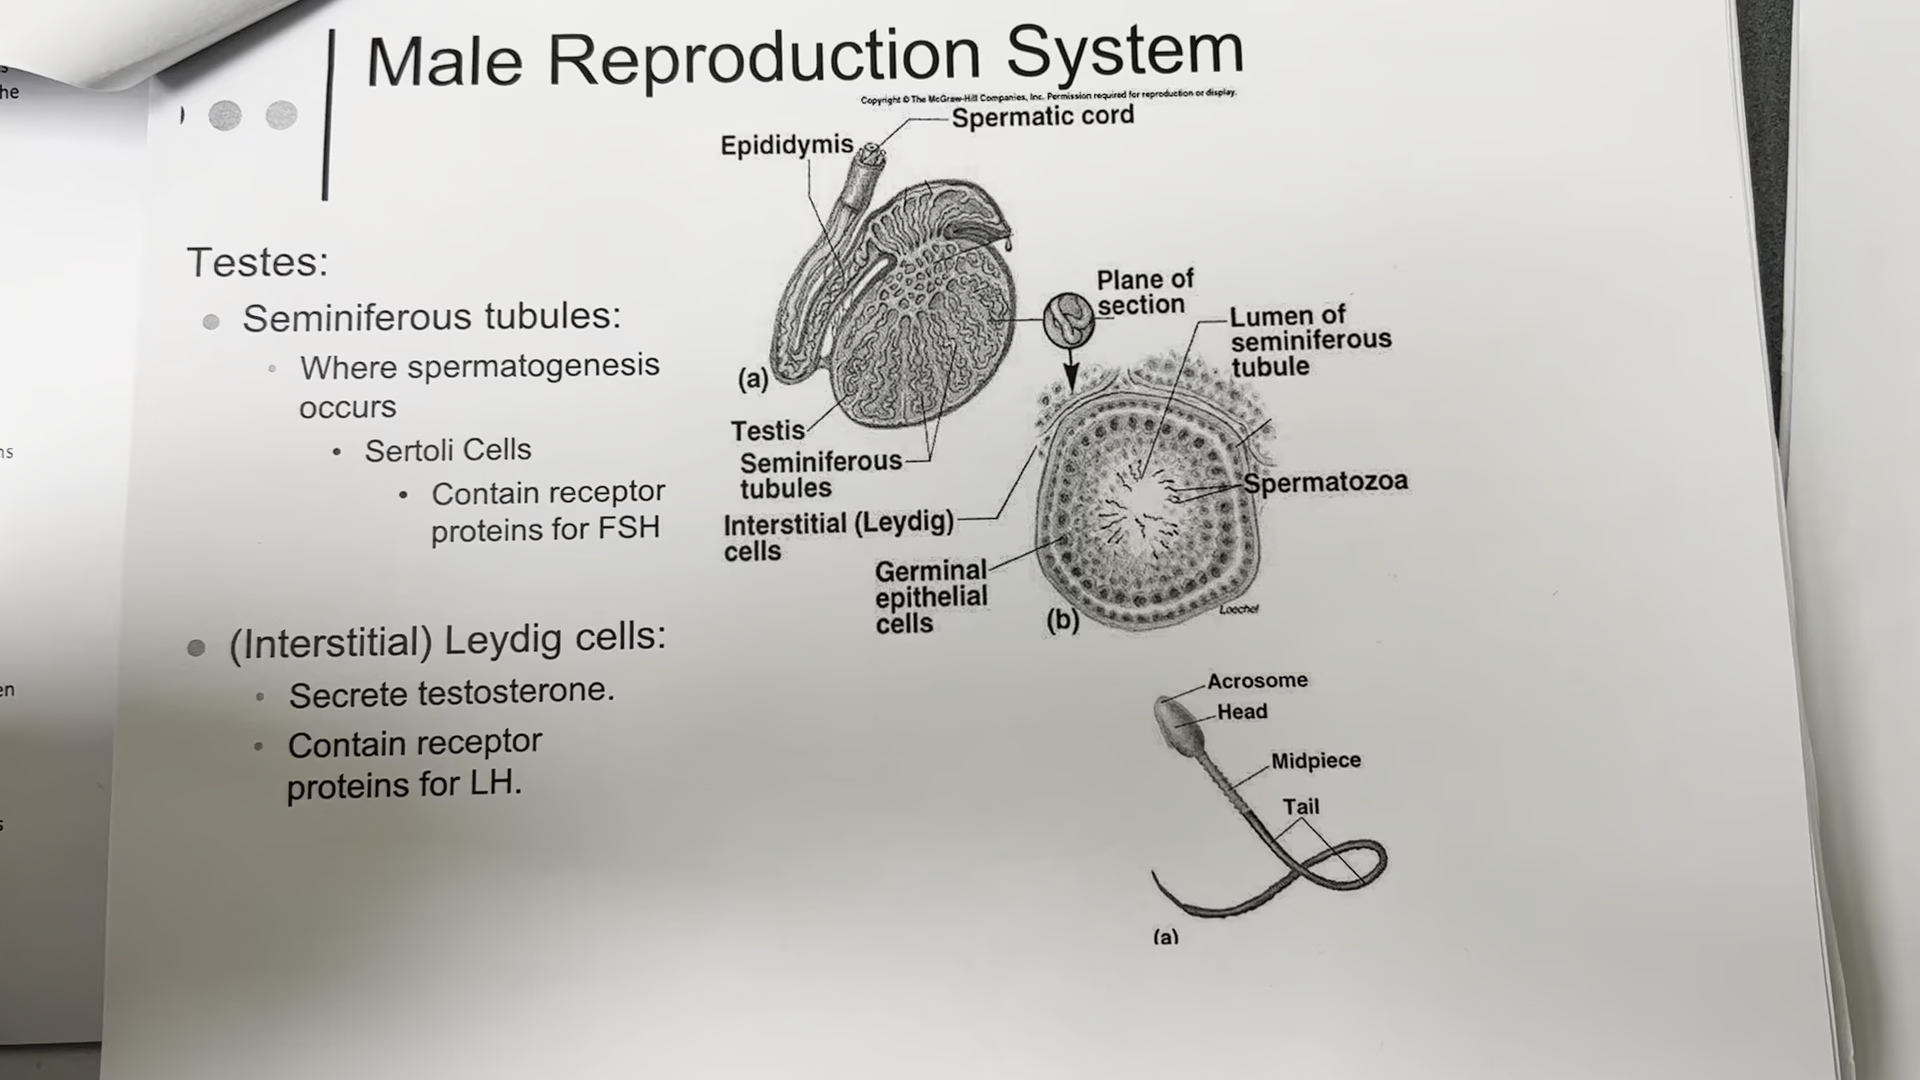 Male Reproduction System
Copyright © The McGraw-Hill Companies, Inc. Permission required for reproduction or display.
Spermatic cord
Epididymis
Plane of
section
Lumen of
seminiferous
tubule
(a)
Testis
Seminiferous
tubules
Spermatozoa
Interstitial (Leydig)
cells
Germinal
epithelial
cells
(b)
Loechel
Testes:
Seminiferous tubules:
Where spermatogenesis
occurs
• Sertoli Cells
• Contain receptor
proteins for FSH
(Interstitial) Leydig cells:
Secrete testosterone.
Contain receptor
proteins for LH.
Acrosome
Head
Midpiece
Tail
(a)
he
ns
en
s